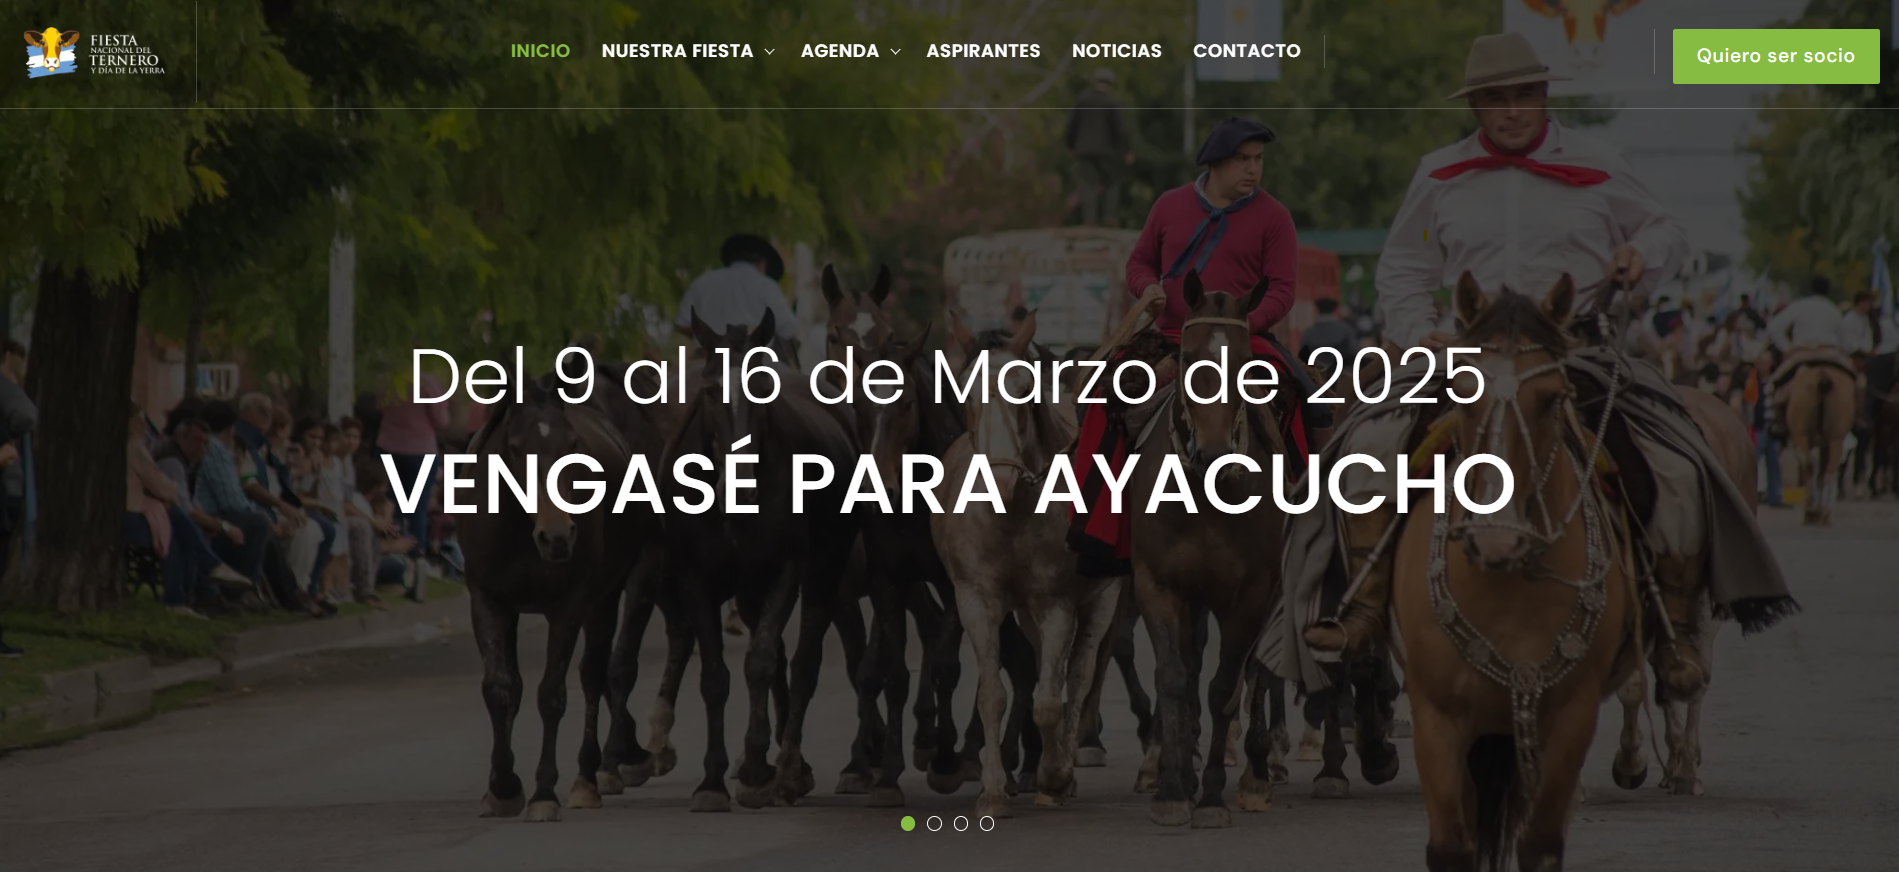 FIESTA
NACIONAL DEL
TERNERO
Y DÍA DE LA YERRA
INICIO
NUESTRA FIESTA
AGENDA
ASPIRANTES
NOTICIAS
CONTACTO
Quiero ser socio
Del 9 al 16 de Marzo de 2025
VENGASÉ PARA AYACUCHO